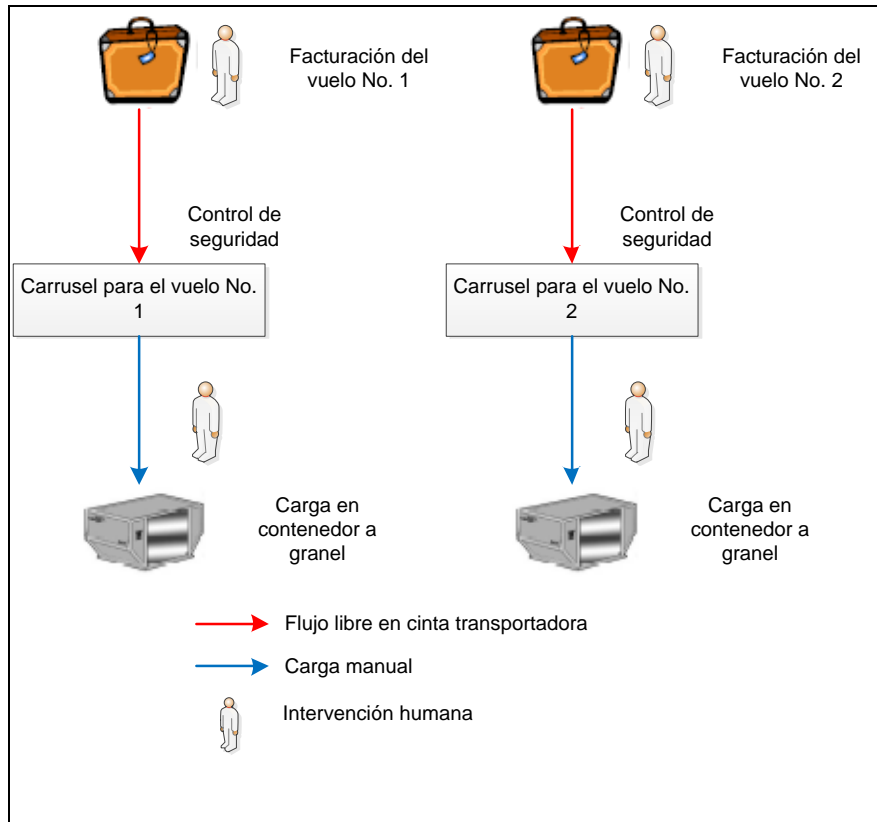 Facturación del
vuelo No. 1
Facturación del
vuelo No. 2
Control de
seguridad
Control de
seguridad
Carrusel para el vuelo No.
1
Carrusel para el vuelo No.
2
Carga en
contenedor a
granel
Carga en
contenedor a
granel
Flujo libre en cinta transportadora
Carga manual
Intervención humana